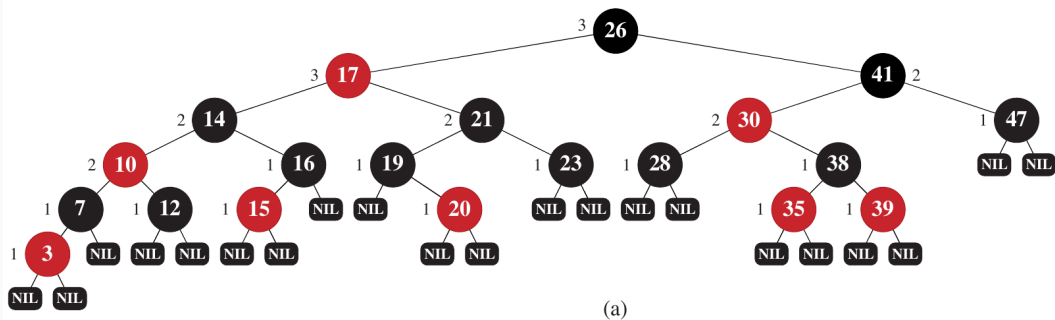 3 26
3 17 41 2
2 14 2 21 2 30 1 47
2 10 1 16 1 19 1 23 1 28 1 38 NIL NIL
1 7 1 12 1 15 NIL NIL 1 20 NIL NIL NIL NIL 1 35 1 39
1 3 NIL NIL NIL NIL NIL NIL NIL NIL NIL NIL NIL
NIL NIL
(a)